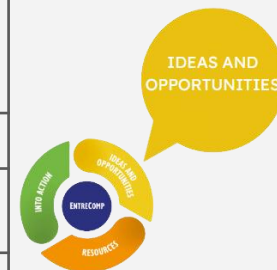 IDEAS AND
OPPORTUNITIES
IDEAS AND
OPPORTUNITIES
INTO ACTION
ENTRECOMP
RESOURCES